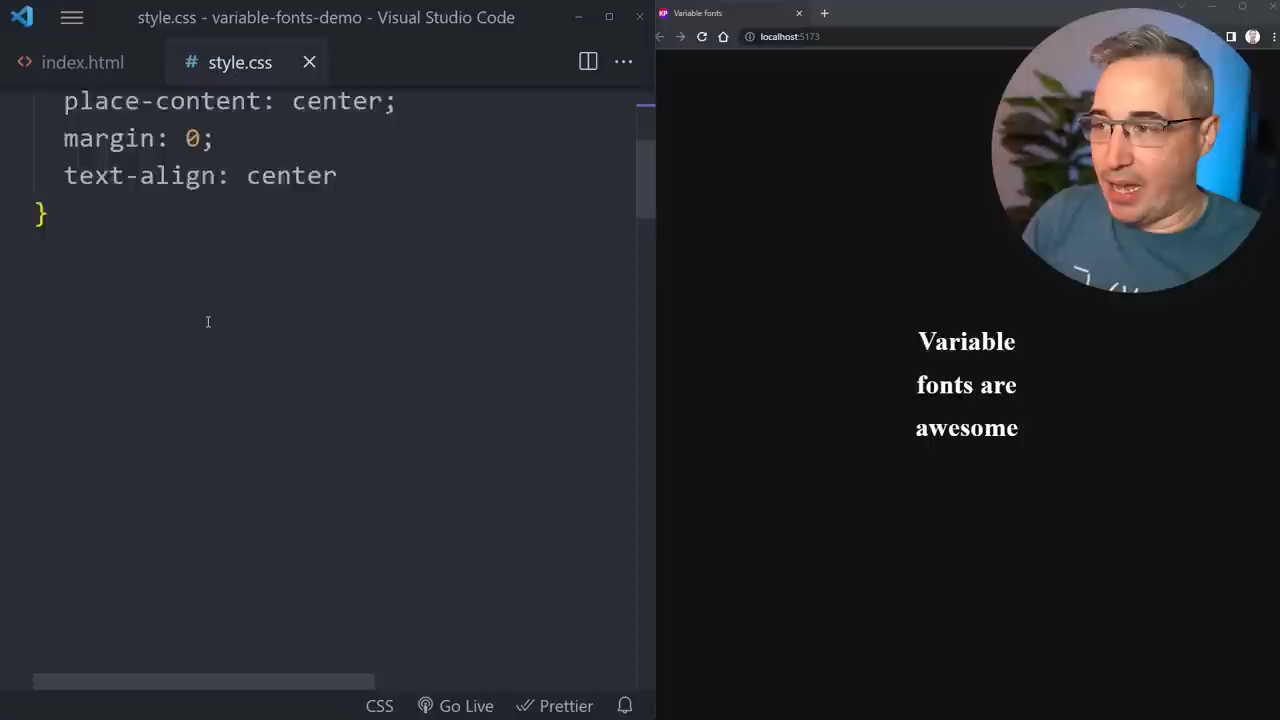 style.css - variable-fonts-demo - Visual Studio Code
index.html
# style.css
place-content: center;
margin: 0;
text-align: center
}
CSS
Go Live
Prettier
KP
Variable fonts
localhost:5173
Variable
fonts are
awesome